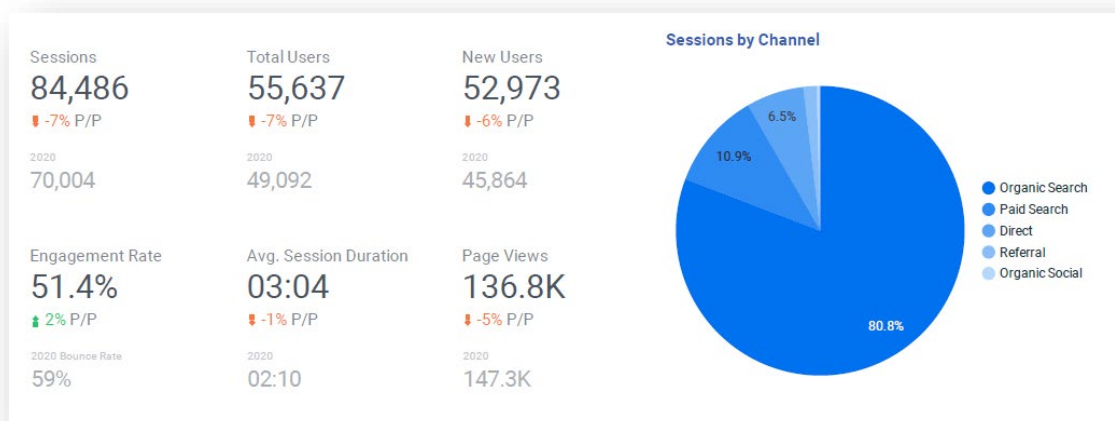 Sessions
84,486
-7% P/P
2020
70,004
Total Users
55,637
-7% P/P
2020
49,092
New Users
52,973
-6% P/P
2020
45,864
Engagement Rate
51.4%
2% P/P
2020 Bounce Rate
59%
Avg. Session Duration
03:04
-1% P/P
2020
02:10
Page Views
136.8K
-5% P/P
2020
147.3K
Sessions by Channel
6.5%
10.9%
80.8%
Organic Search
Paid Search
Direct
Referral
Organic Social